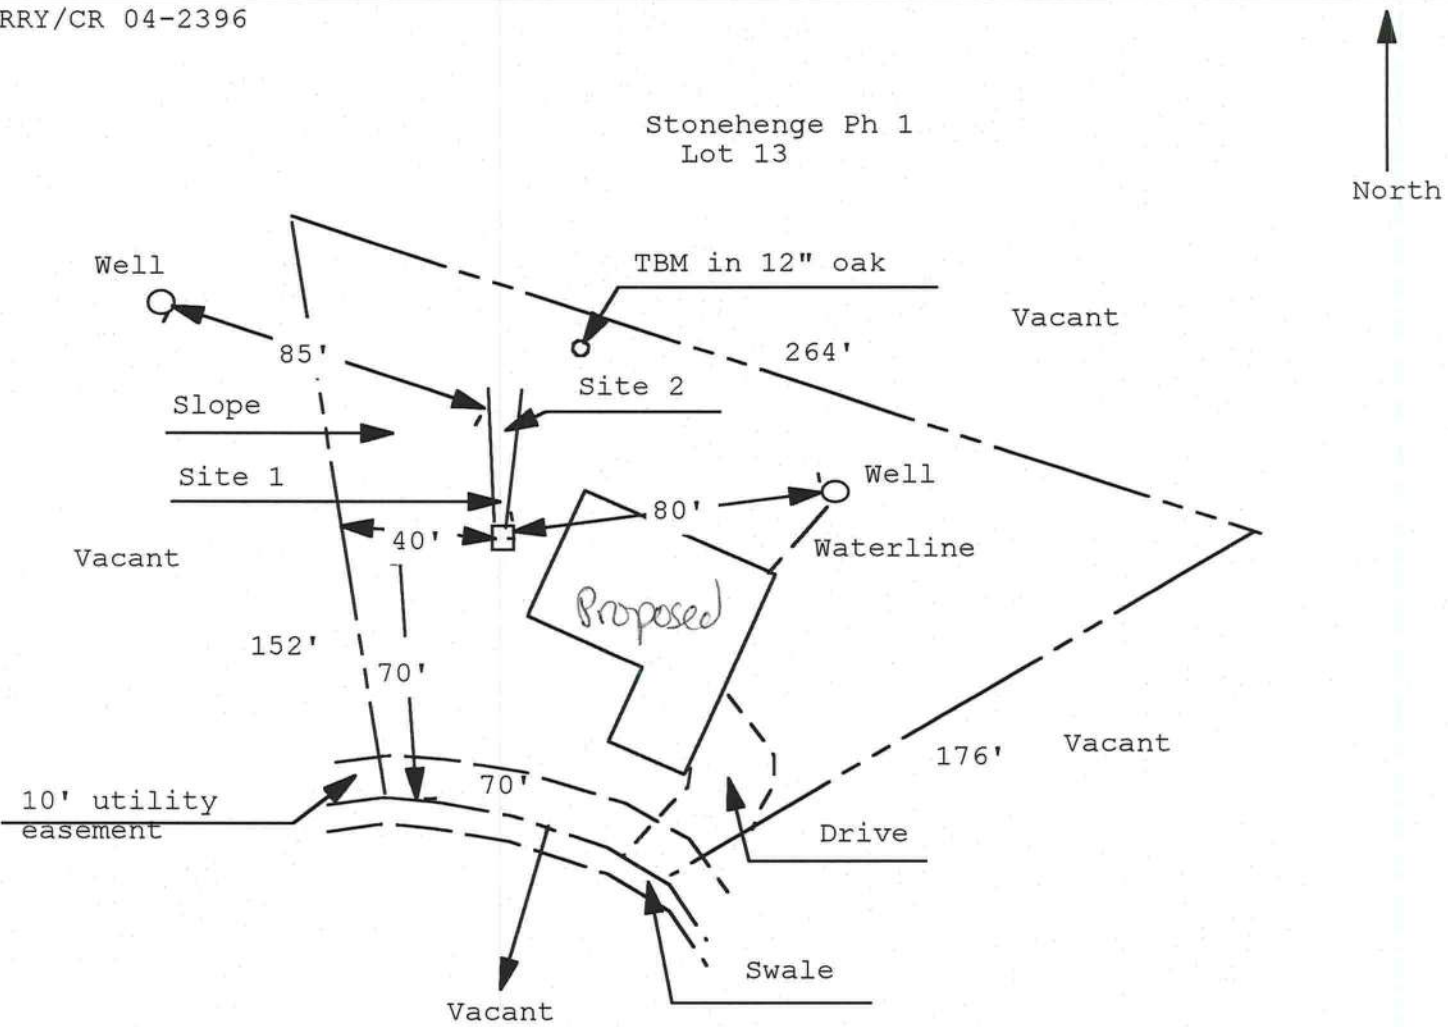 RRY/CR 04-2396
Stonehenge Ph 1
Lot 13
North
Well
TBM in 12" oak
Vacant
85'
264'
Site 2
Slope
Site 1
Well
80'
40'
Waterline
Vacant
Proposed
152'
70'
176'
Vacant
70'
10' utility
easement
Drive
Swale
Vacant